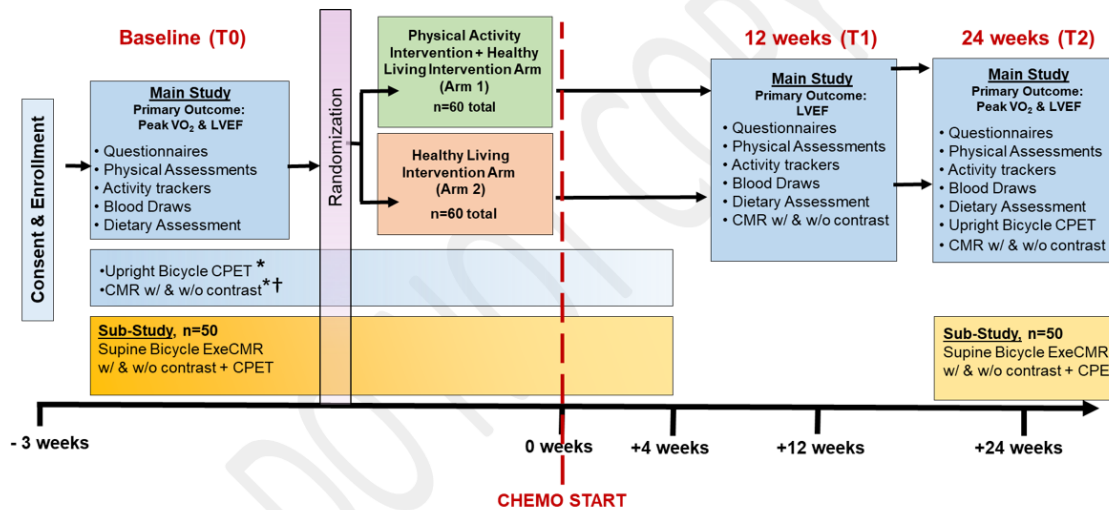 Baseline (T0)
12 weeks (T1)
24 weeks (T2)
Consent & Enrollment
Main Study
Primary Outcome:
Peak VO₂ & LVEF
• Questionnaires
• Physical Assessments
• Activity trackers
• Blood Draws
• Dietary Assessment
•Upright Bicycle CPET *
•CMR w/ & w/o contrast*†
Sub-Study, n=50
Supine Bicycle ExeCMR
w/ & w/o contrast + CPET
Randomization
Physical Activity
Intervention + Healthy
Living Intervention Arm
(Arm 1)
n=60 total
Healthy Living
Intervention Arm
(Arm 2)
n=60 total
Main Study
Primary Outcome:
LVEF
• Questionnaires
• Physical Assessments
• Activity trackers
• Blood Draws
• Dietary Assessment
• CMR w/ & w/o contrast
Main Study
Primary Outcome:
Peak VO₂ & LVEF
• Questionnaires
• Physical Assessments
• Activity trackers
• Blood Draws
• Dietary Assessment
• Upright Bicycle CPET
• CMR w/ & w/o contrast
Sub-Study, n=50
Supine Bicycle ExeCMR
w/ & w/o contrast + CPE
- 3 weeks
0 weeks
+4 weeks
+12 weeks
+24 weeks
CHEMO START
DO NOT COPY